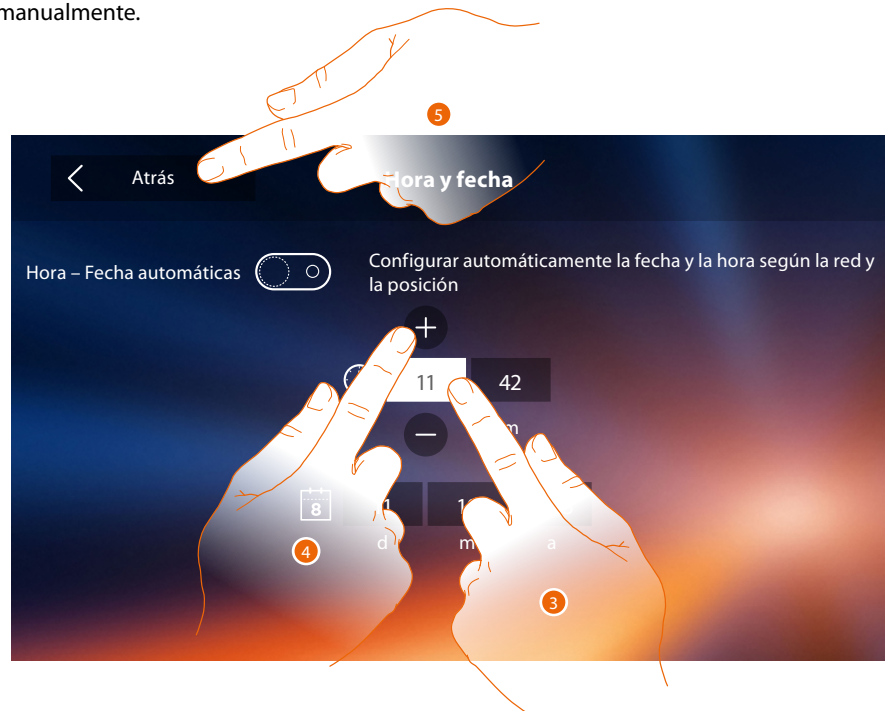 manualmente.
5
Atrás
Hora y fecha
Hora – Fecha automáticas
Configurar automáticamente la fecha y la hora según la red y
la posición
11 42
m
8
4
d m a
3